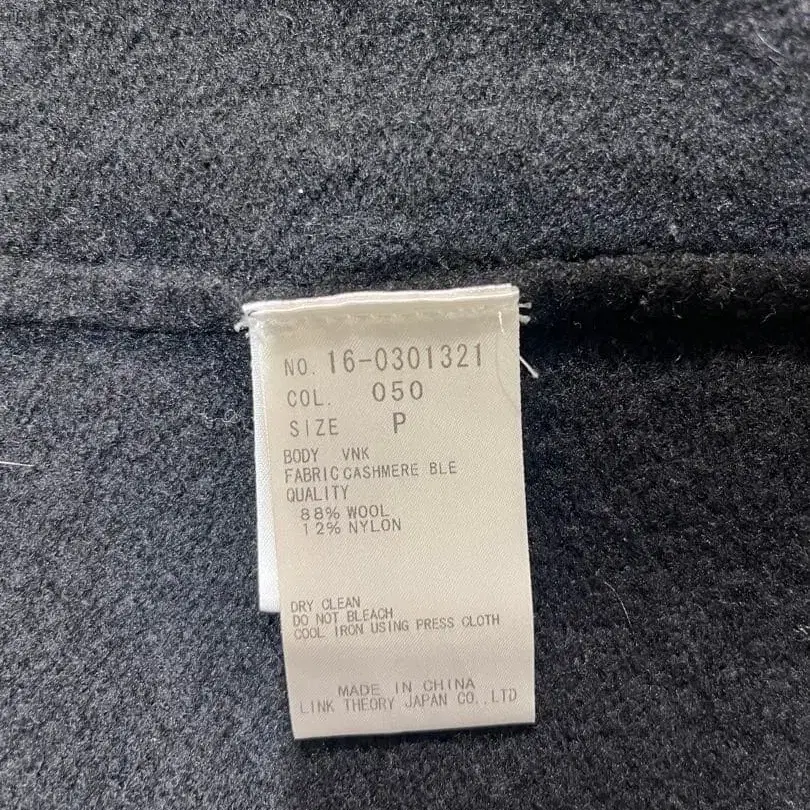 NO. 16-0301321
COL. 050
SIZE P
BODY VNK
FABRIC CASHMERE BLE
QUALITY
88% WOOL
12% NYLON
DRY CLEAN
DO NOT BLEACH
COOL IRON USING PRESS CLOTH
MADE IN CHINA
LINK THEORY JAPAN CO.,LTD